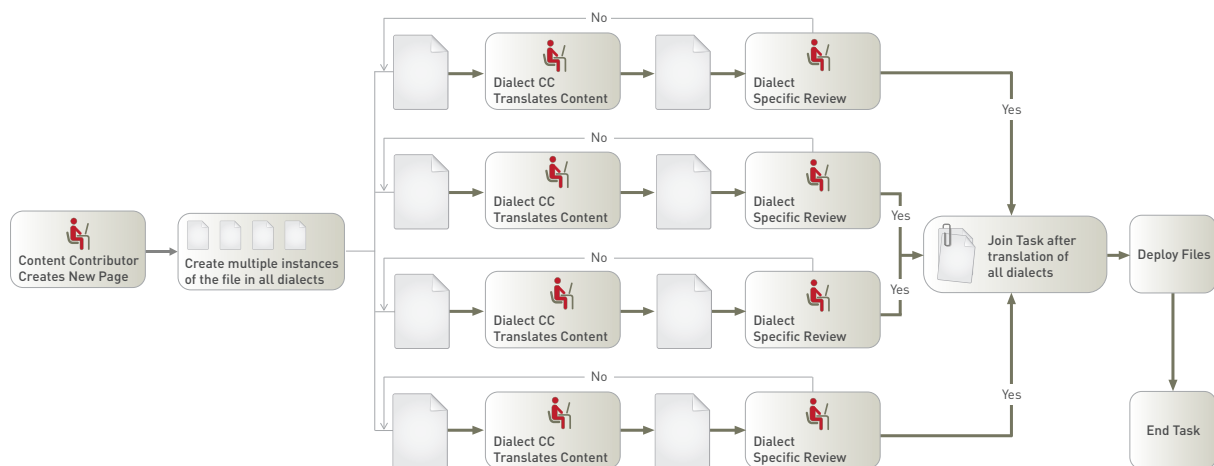 No
Dialect CC
Translates Content
Dialect
Specific Review
Yes
No
Dialect CC
Translates Content
Dialect
Specific Review
Yes
Content Contributor
Creates New Page
Create multiple instances
of the file in all dialects
Join Task after
translation of
all dialects
Deploy Files
No
Dialect CC
Translates Content
Dialect
Specific Review
Yes
No
Dialect CC
Translates Content
Dialect
Specific Review
Yes
End Task